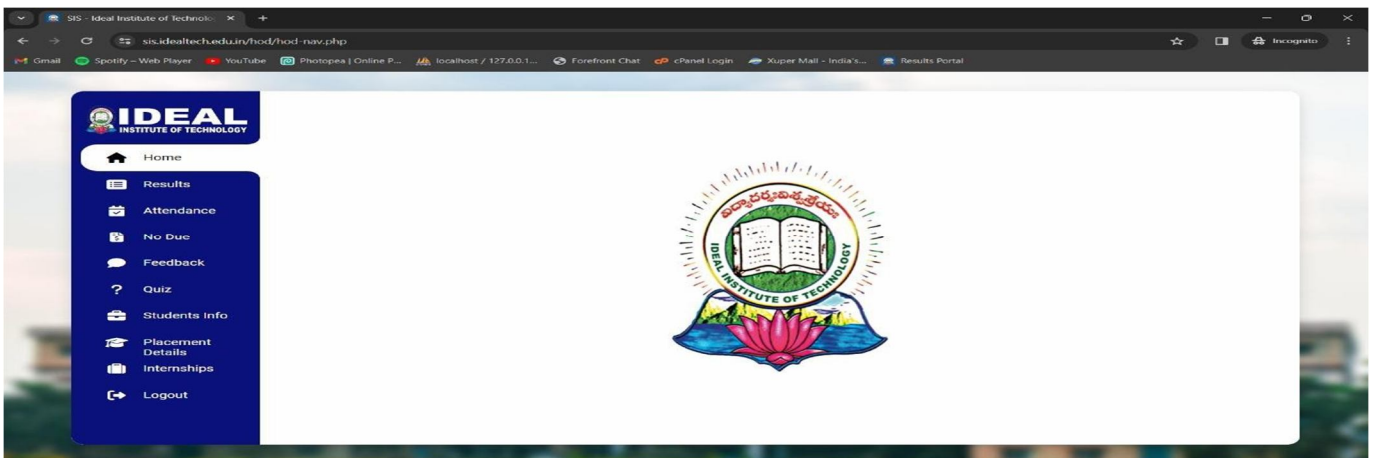 SIS - Ideal Institute of Technolo
sis.idealtech.edu.in/hod/hod-nav.php
Incognito
Gmail
Spotify – Web Player
YouTube
Photopea | Online P...
localhost / 127.0.0.1...
Forefront Chat
cPanel Login
Xuper Mall - India's...
Results Portal
IDEAL
INSTITUTE OF TECHNOLOGY
Home
Results
Attendance
No Due
Feedback
Quiz
Students Info
Placement
Details
Internships
Logout
IDEAL INSTITUTE OF TECHNOLOGY